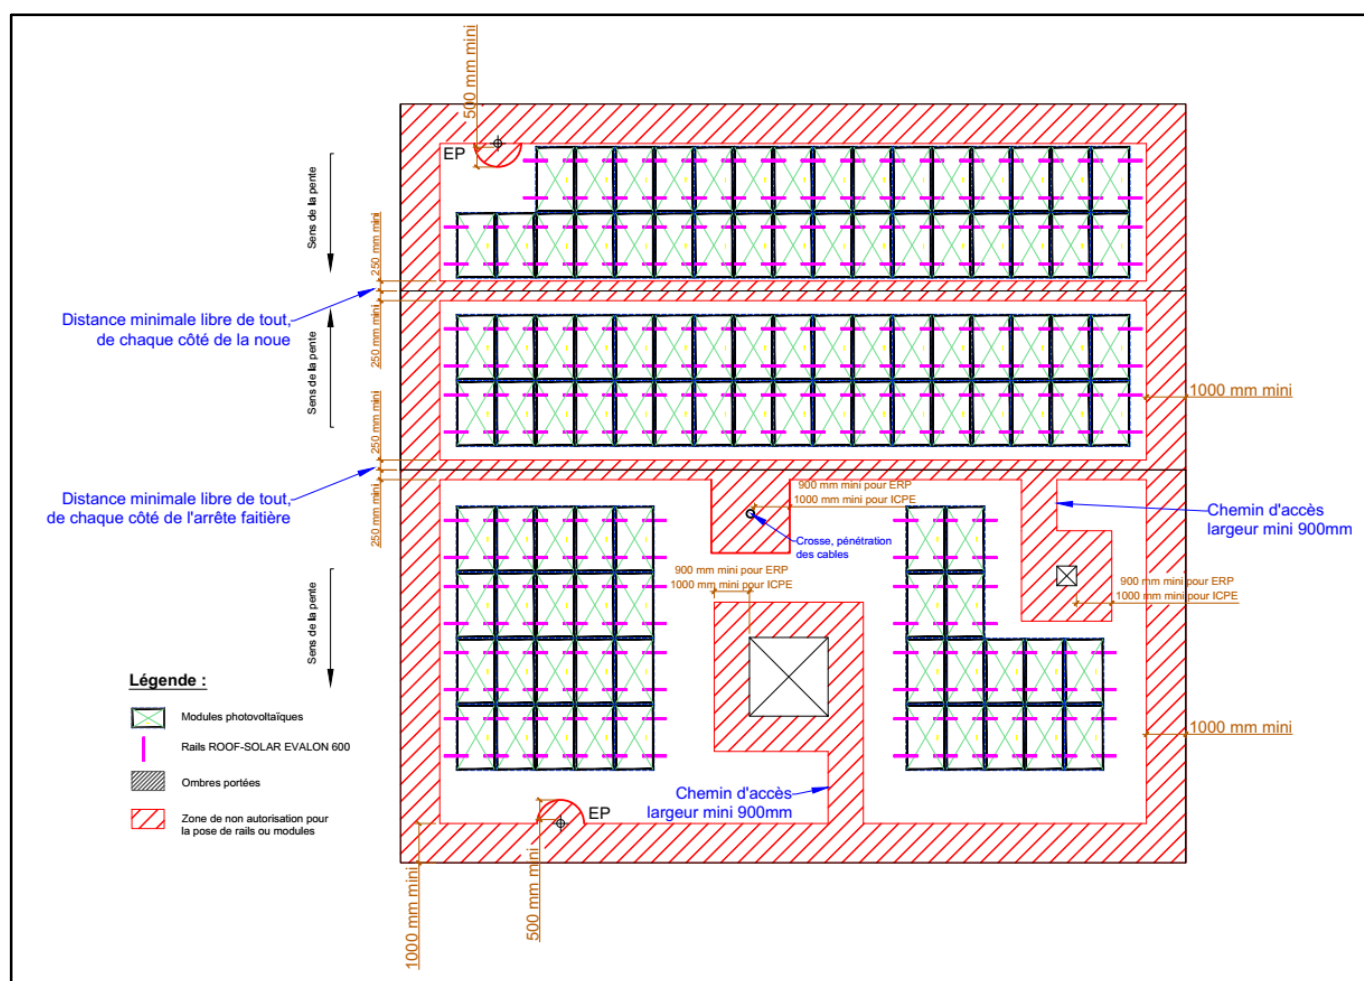 500 mm mini
EP
Sens de la pente
250 mm mini
Distance minimale libre de tout,
de chaque côté de la noue
250 mm mini
Sens de la pente
1000 mm mini
250 mm mini
Distance minimale libre de tout,
de chaque côté de l'arrête faitière
250 mm mini
900 mm mini pour ERP
1000 mm mini pour ICPE
Chemin d'accès
largeur mini 900mm
Crosse, pénétration
des cables
900 mm mini pour ERP
1000 mm mini pour ICPE
900 mm mini pour ERP
1000 mm mini pour ICPE
Sens de la pente
Légende :
Modules photovoltaïques
Rails ROOF-SOLAR EVALON 600
Ombres portées
Zone de non autorisation pour
la pose de rails ou modules
1000 mm mini
Chemin d'accès
largeur mini 900mm
EP
500 mm mini
1000 mm mini